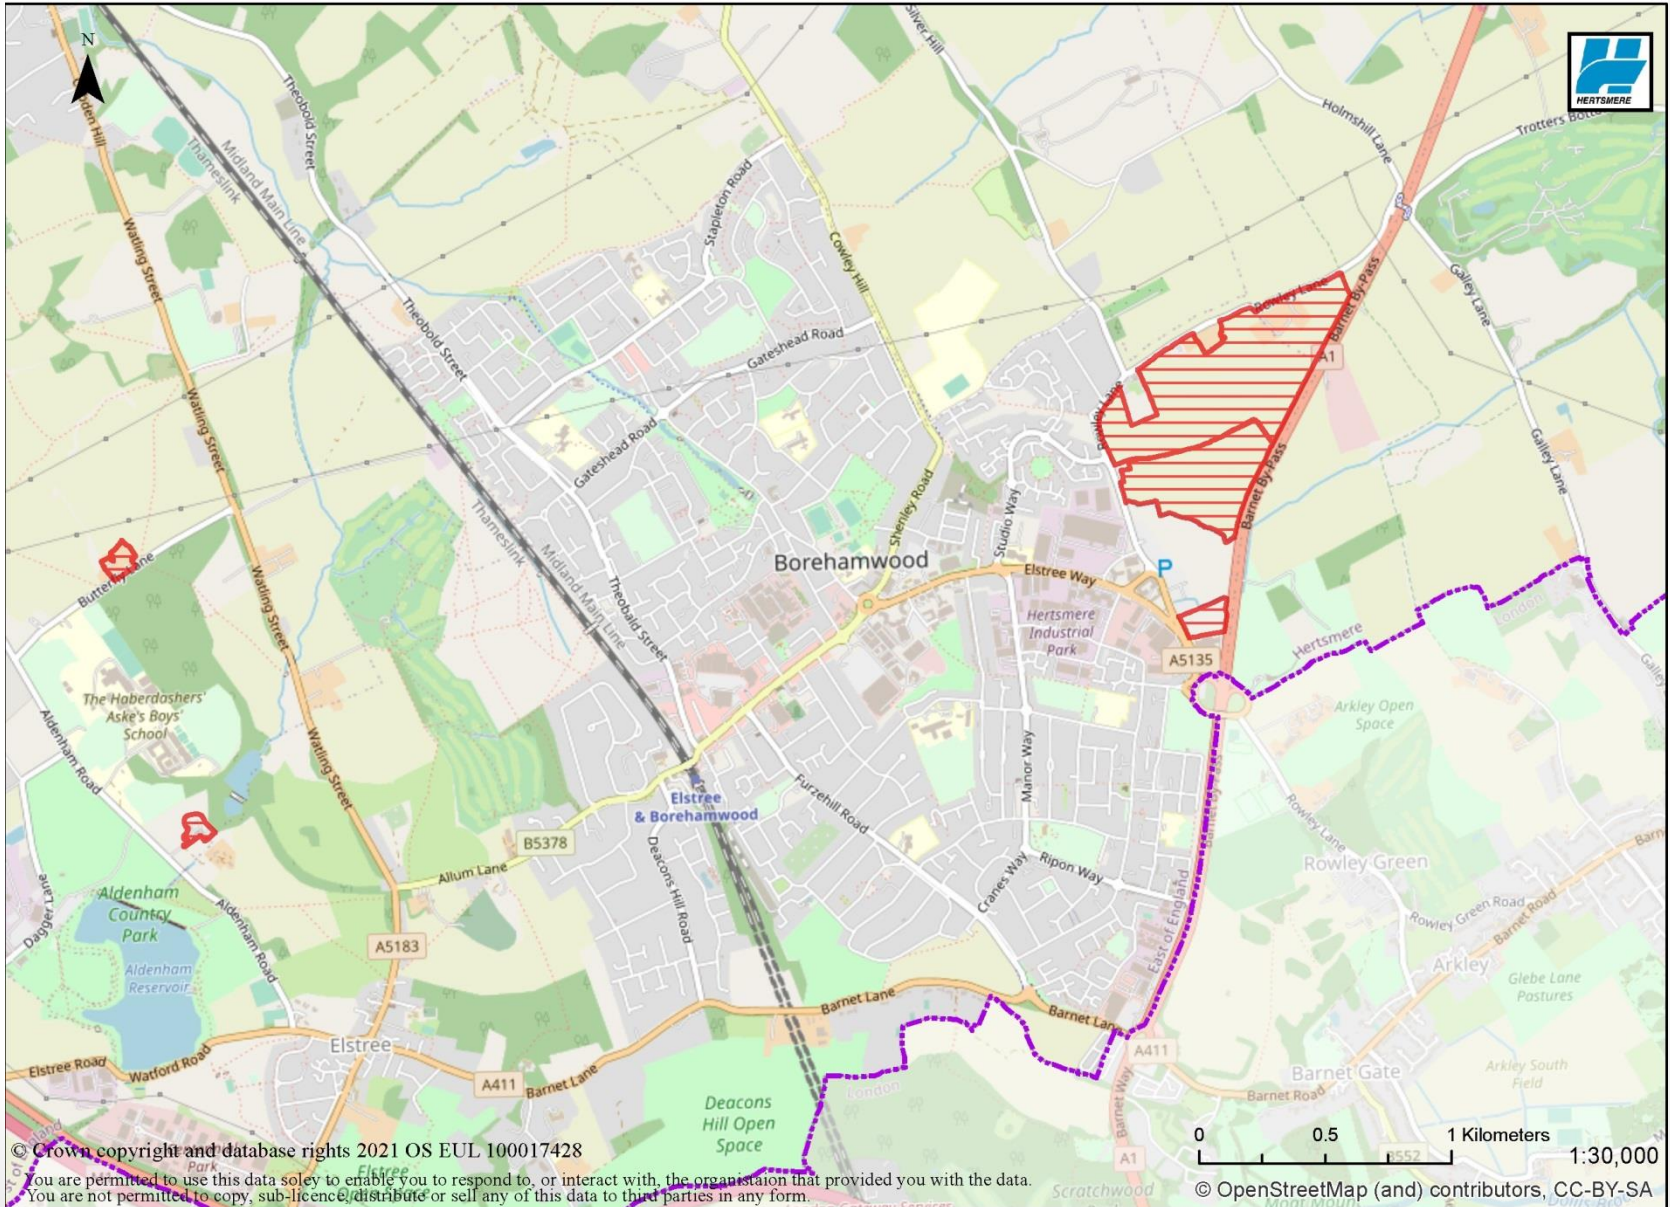 N
HERTSMERE
Silver Hill
Theobold Street
Holmshill Lane
Midland Main Line
Thameslink
Stapleton Road
Watling Street
Cowley Hill
Galley Lane
Rowley Lane
Barnet By-Pass
Theobold Street
Gateshead Road
A1
Watling Street
Rowley Lane
Gateshead Road
Galley Lane
Shenley Road
Barnet By-Pass
Studio Way
Thameslink
Midland Main Line
Borehamwood
P
Elstree Way
Butterfly Lane
Watling Street
Theobald Street
Hertsmere
Industrial
Park
London
Hertsmere
A5135
The Haberdashers'
Aske's Boys'
School
Arkley Open
Space
Aldenham Road
Watling Street
Manor Way
Barnet By-Pass
Elstree
& Borehamwood
Furzehill Road
Rowley Lane
B5378
Allum Lane
Deacons Hill Road
Cranes Way
Ripon Way
Rowley Green
Aldenham
Country
Park
Dagger Lane
Aldenham Road
East of England
Rowley Green Road
Barnet Road
A5183
Arkley
Aldenham
Reservoir
Glebe Lane
Pastures
Barnet Lane
Barnet Lane
Elstree
A411
Elstree Road
Watford Road
A411
Barnet Lane
Barnet Gate
Arkley South
Field
London
Barnet Way
Barnet Road
Deacons
Hill Open
Space
A1
0 0.5 1 Kilometers
1:30,000
Scratchwood
© Crown copyright and database rights 2021 OS EUL 100017428
You are permitted to use this data soley to enable you to respond to, or interact with, the organistaion that provided you with the data.
You are not permitted to copy, sub-licence, distribute or sell any of this data to third parties in any form.
© OpenStreetMap (and) contributors, CC-BY-SA